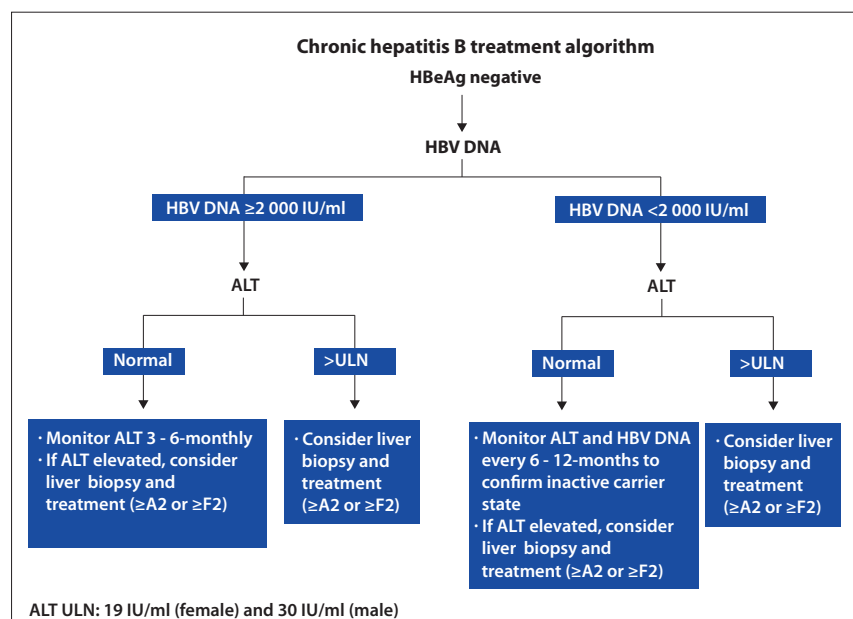 Chronic hepatitis B treatment algorithm
HBeAg negative
HBV DNA
HBV DNA ≥2 000 IU/ml
HBV DNA <2 000 IU/ml
ALT
ALT
Normal
>ULN
Normal
>ULN
· Monitor ALT 3 - 6-monthly
· If ALT elevated, consider
liver biopsy and
treatment (≥A2 or ≥F2)
· Consider liver
biopsy and
treatment
(≥A2 or ≥F2)
· Monitor ALT and HBV DNA
every 6 - 12-months to
confirm inactive carrier
state
· If ALT elevated, consider
liver biopsy and
treatment (≥A2 or ≥F2)
· Consider liver
biopsy and
treatment
(≥A2 or ≥F2)
ALT ULN: 19 IU/ml (female) and 30 IU/ml (male)